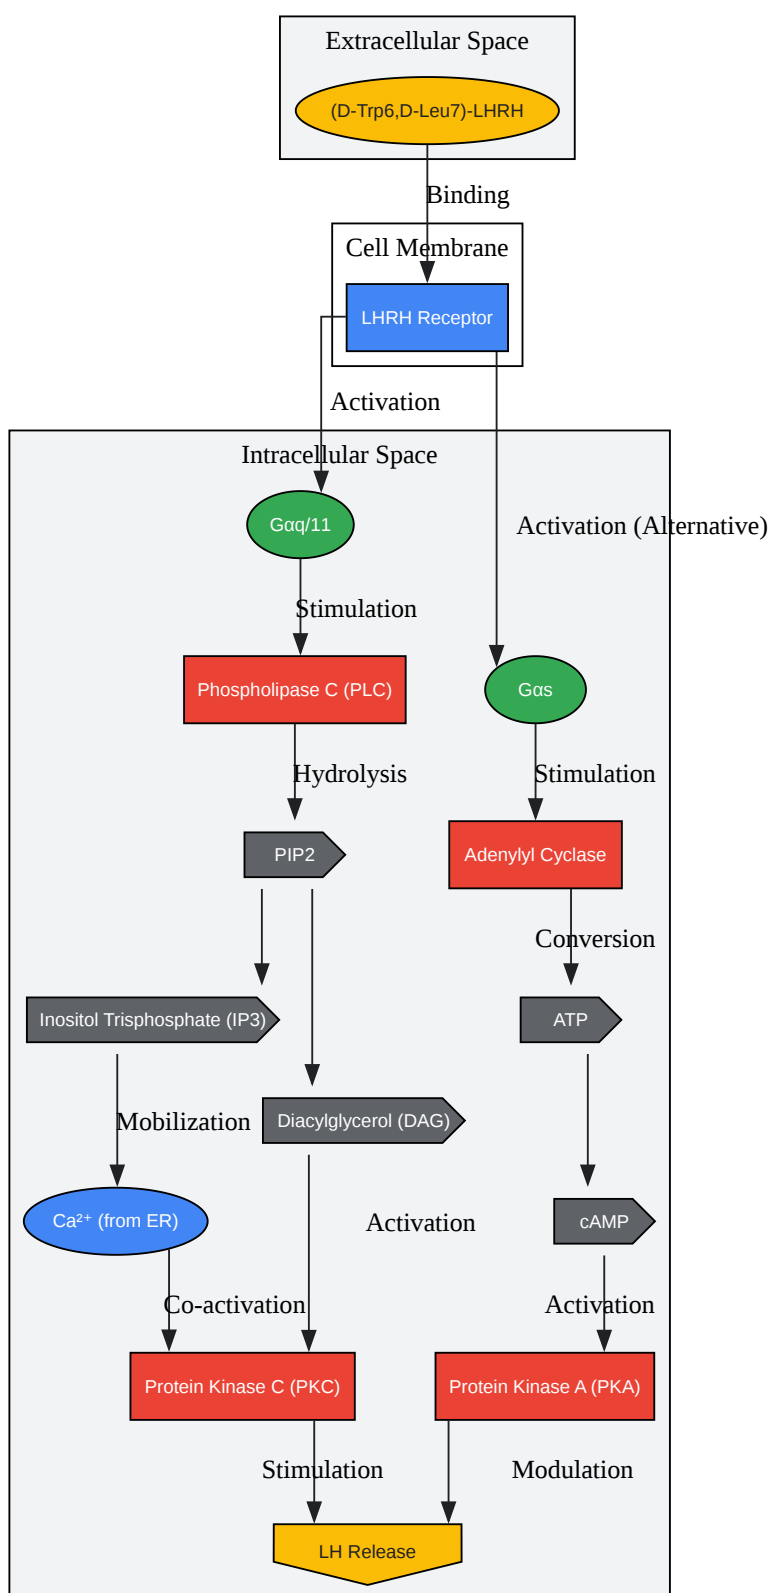 Extracellular Space
(D-Trp6,D-Leu7)-LHRH
Binding
Cell Membrane
LHRH Receptor
Activation
Intracellular Space
Gαq/11
Activation (Alternative)
Stimulation
Phospholipase C (PLC)
Gαs
Hydrolysis
Stimulation
PIP2
Adenylyl Cyclase
Conversion
Inositol Trisphosphate (IP3)
ATP
Mobilization
Diacylglycerol (DAG)
Ca²⁺ (from ER)
Activation
cAMP
Co-activation
Activation
Protein Kinase C (PKC)
Protein Kinase A (PKA)
Stimulation
Modulation
LH Release